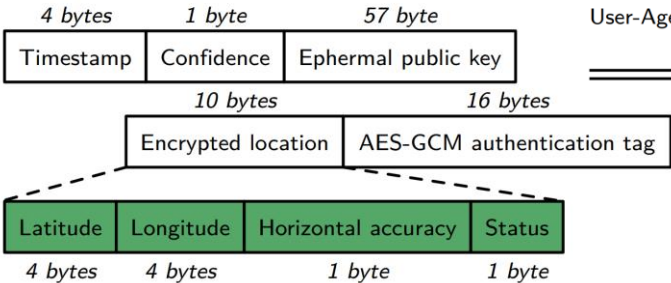 4 bytes 1 byte 57 byte
User-Age
Timestamp Confidence Ephermal public key
10 bytes 16 bytes
Encrypted location AES-GCM authentication tag
Latitude Longitude Horizontal accuracy Status
4 bytes 4 bytes 1 byte 1 byte